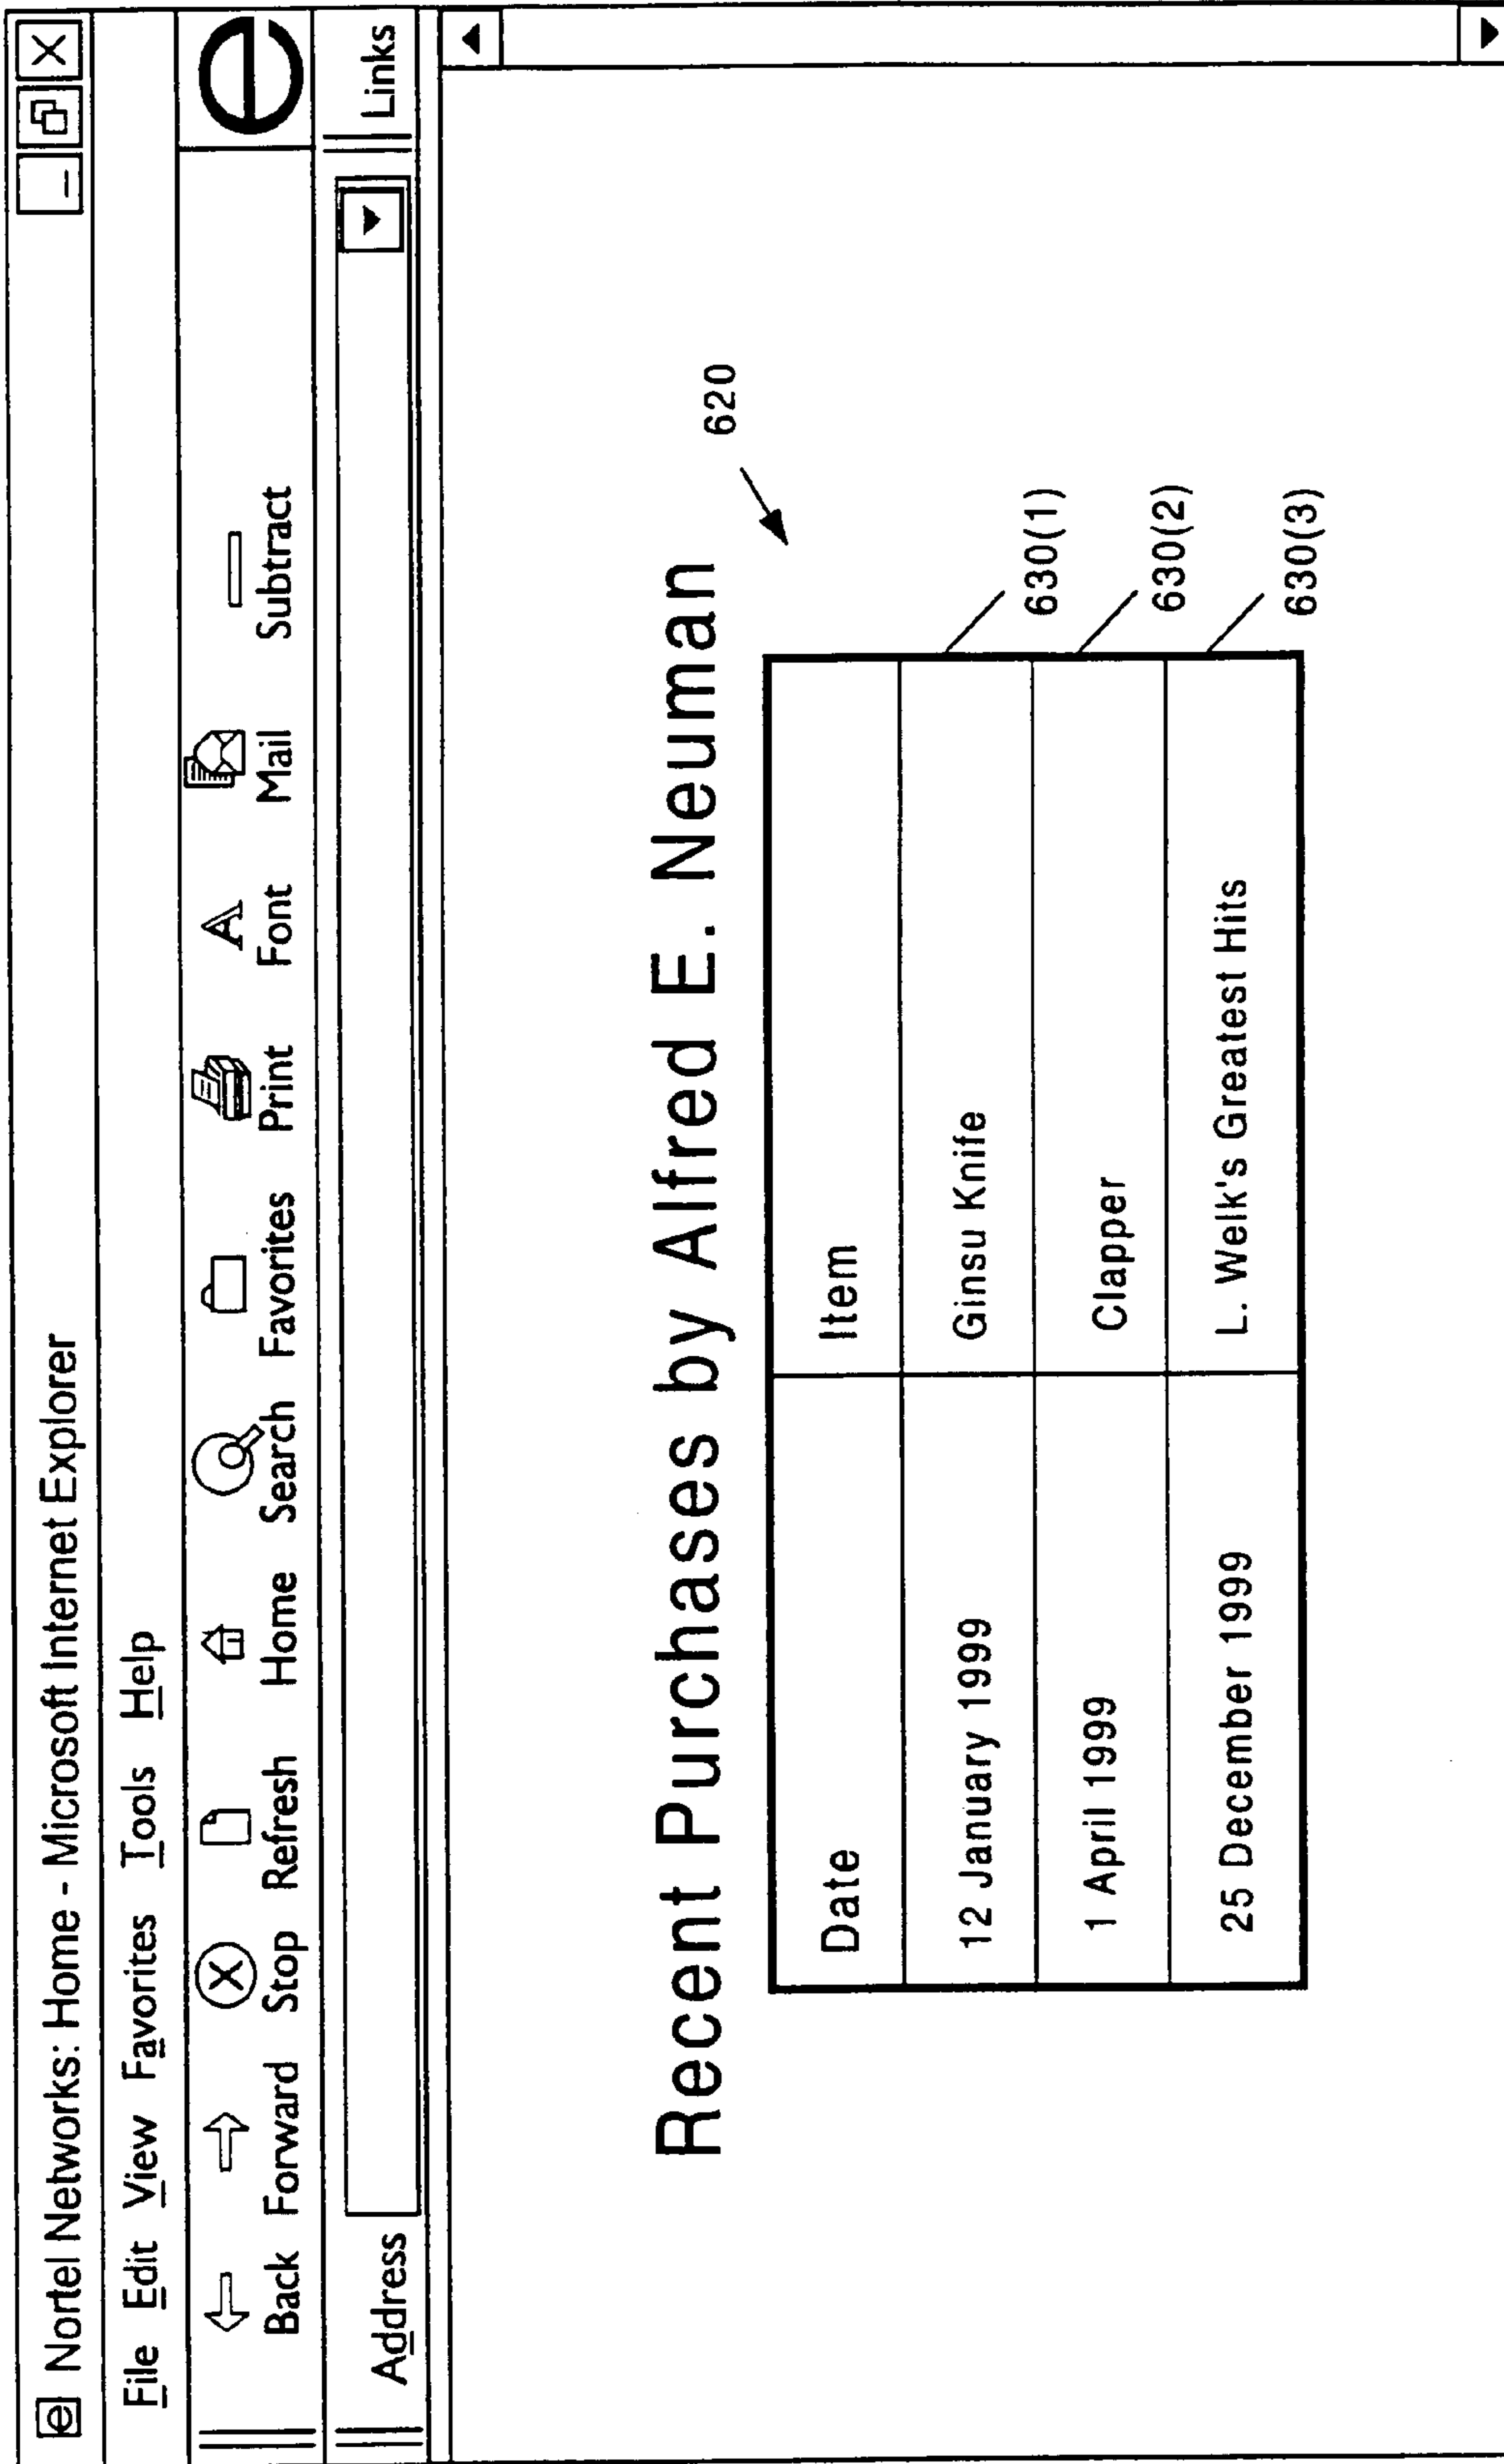 Nortel Networks: Home - Microsoft Internet Explorer
File Edit View Favorites Tools Help
Back Forward Stop Refresh Home Search Favorites Print Font Mail Subtract
Address Links
Recent Purchases by Alfred E. Neuman
620
Date Item
12 January 1999 Ginsu Knife
630(1)
1 April 1999 Clapper
630(2)
25 December 1999 L. Welk's Greatest Hits
630(3)